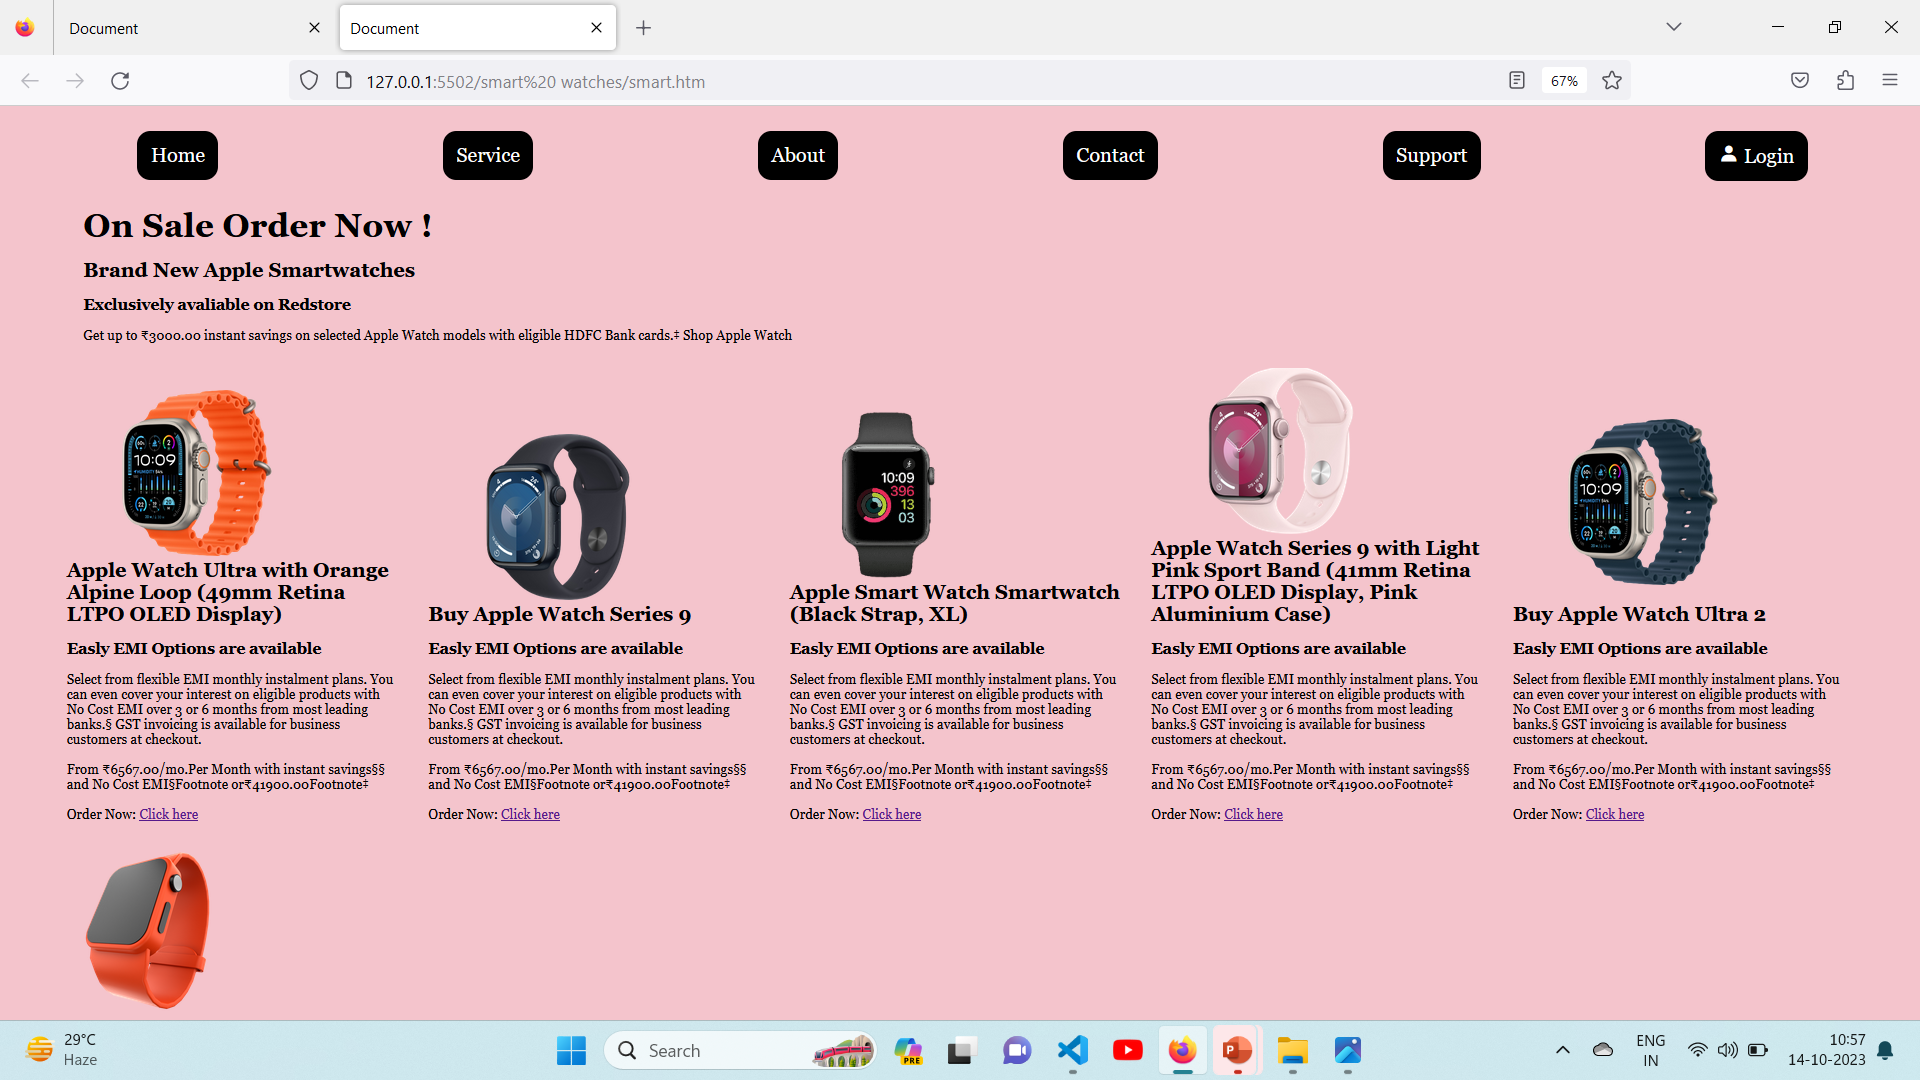 Document
Document
127.0.0.1:5502/smart%20 watches/smart.htm
67%
Home
Service
About
Contact
Support
Login
On Sale Order Now !
Brand New Apple Smartwatches
Exclusively avaliable on Redstore
Get up to ₹3000.00 instant savings on selected Apple Watch models with eligible HDFC Bank cards.‡ Shop Apple Watch
10:09
Apple Watch Ultra with Orange
Alpine Loop (49mm Retina
LTPO OLED Display)
Easly EMI Options are available
Select from flexible EMI monthly instalment plans. You
can even cover your interest on eligible products with
No Cost EMI over 3 or 6 months from most leading
banks.§ GST invoicing is available for business
customers at checkout.
From ₹6567.00/mo.Per Month with instant savings§§
and No Cost EMI§Footnote or₹41900.00Footnote‡
Order Now: Click here
Buy Apple Watch Series 9
Easly EMI Options are available
Select from flexible EMI monthly instalment plans. You
can even cover your interest on eligible products with
No Cost EMI over 3 or 6 months from most leading
banks.§ GST invoicing is available for business
customers at checkout.
From ₹6567.00/mo.Per Month with instant savings§§
and No Cost EMI§Footnote or₹41900.00Footnote‡
Order Now: Click here
10:09
396
13
03
Apple Smart Watch Smartwatch
(Black Strap, XL)
Easly EMI Options are available
Select from flexible EMI monthly instalment plans. You
can even cover your interest on eligible products with
No Cost EMI over 3 or 6 months from most leading
banks.§ GST invoicing is available for business
customers at checkout.
From ₹6567.00/mo.Per Month with instant savings§§
and No Cost EMI§Footnote or₹41900.00Footnote‡
Order Now: Click here
Apple Watch Series 9 with Light
Pink Sport Band (41mm Retina
LTPO OLED Display, Pink
Aluminium Case)
Easly EMI Options are available
Select from flexible EMI monthly instalment plans. You
can even cover your interest on eligible products with
No Cost EMI over 3 or 6 months from most leading
banks.§ GST invoicing is available for business
customers at checkout.
From ₹6567.00/mo.Per Month with instant savings§§
and No Cost EMI§Footnote or₹41900.00Footnote‡
Order Now: Click here
10:09
Buy Apple Watch Ultra 2
Easly EMI Options are available
Select from flexible EMI monthly instalment plans. You
can even cover your interest on eligible products with
No Cost EMI over 3 or 6 months from most leading
banks.§ GST invoicing is available for business
customers at checkout.
From ₹6567.00/mo.Per Month with instant savings§§
and No Cost EMI§Footnote or₹41900.00Footnote‡
Order Now: Click here
29°C
Haze
Search
PRE
ENG
IN
10:57
14-10-2023